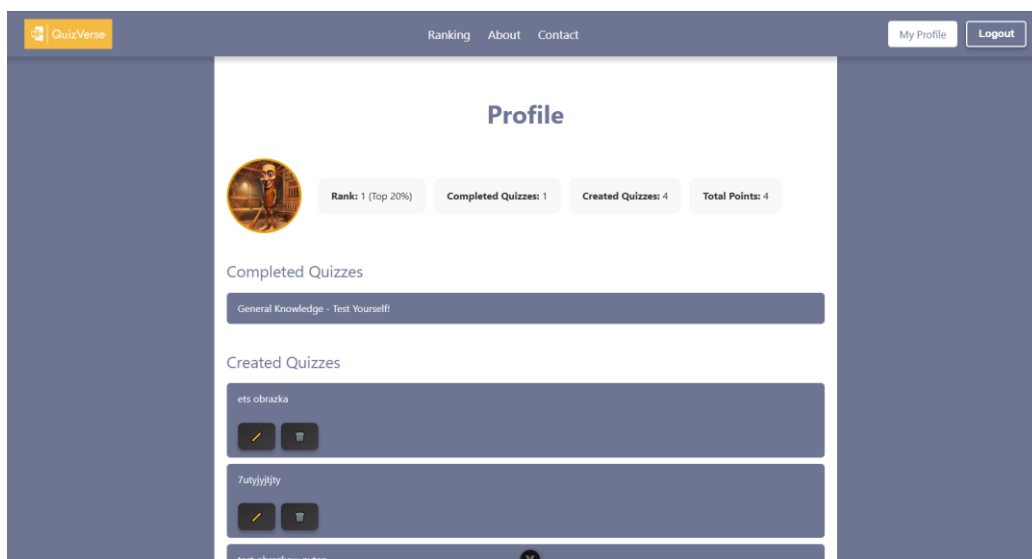 QuizVerse
Ranking About Contact
My Profile
Logout
Profile
Rank: 1 (Top 20%)
Completed Quizzes: 1
Created Quizzes: 4
Total Points: 4
Completed Quizzes
General Knowledge - Test Yourself!
Created Quizzes
ets obrazka
7utyjyjtjty